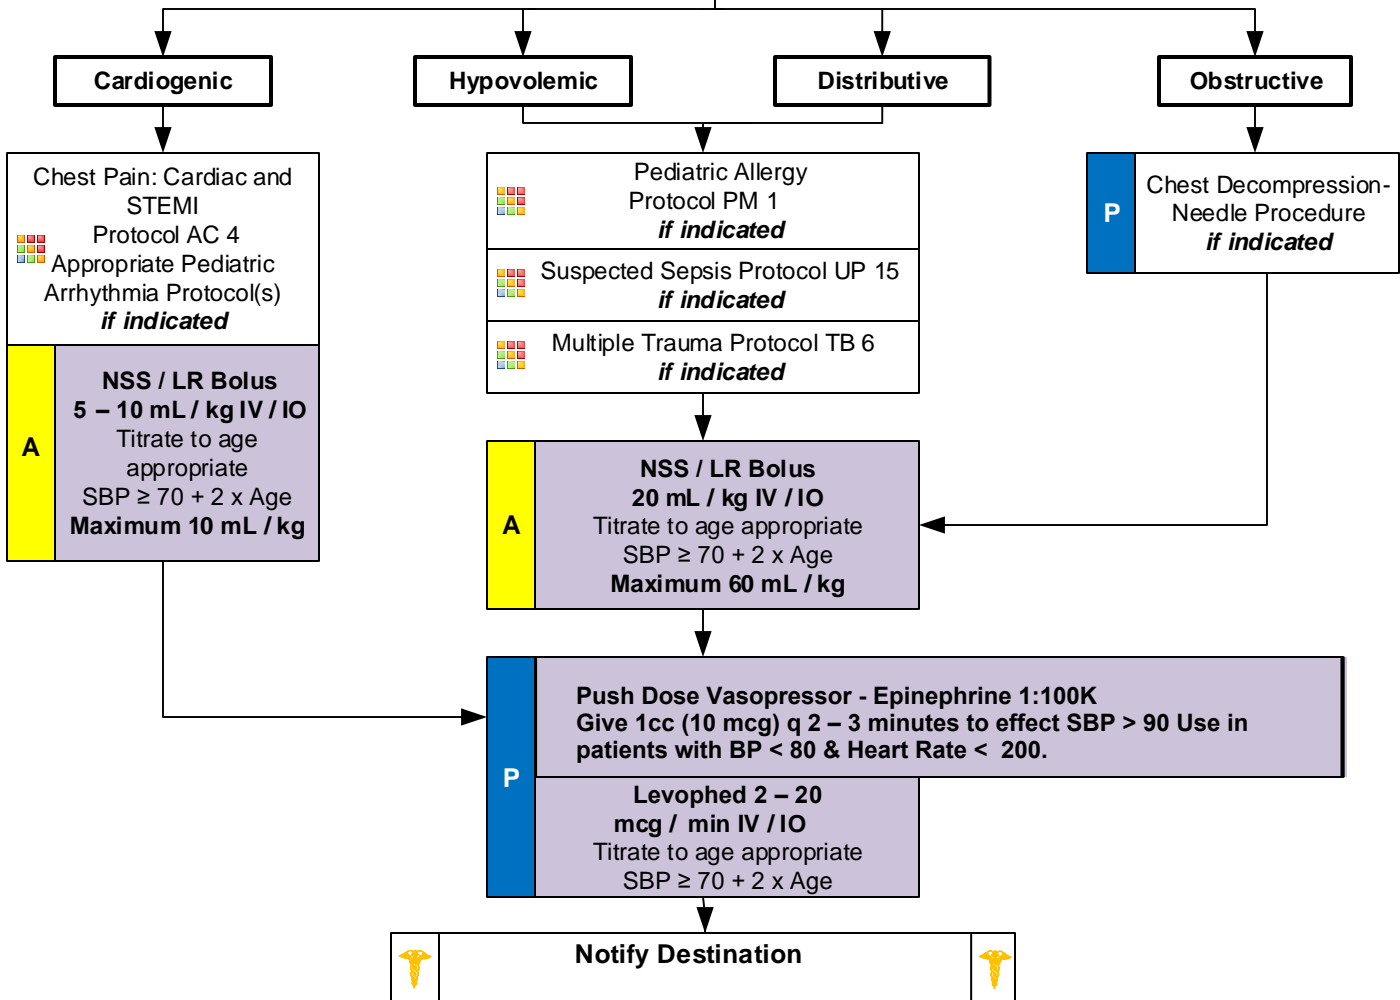 Cardiogenic
Hypovolemic
Distributive
Obstructive
Chest Pain: Cardiac and
STEMI
Protocol AC 4
Appropriate Pediatric
Arrhythmia Protocol(s)
if indicated
A
NSS / LR Bolus
5 – 10 mL / kg IV / IO
Titrate to age
appropriate
SBP ≥ 70 + 2 x Age
Maximum 10 mL / kg
Pediatric Allergy
Protocol PM 1
if indicated
Suspected Sepsis Protocol UP 15
if indicated
Multiple Trauma Protocol TB 6
if indicated
P
Chest Decompression-
Needle Procedure
if indicated
A
NSS / LR Bolus
20 mL / kg IV / IO
Titrate to age appropriate
SBP ≥ 70 + 2 x Age
Maximum 60 mL / kg
P
Push Dose Vasopressor - Epinephrine 1:100K
Give 1cc (10 mcg) q 2 – 3 minutes to effect SBP > 90 Use in
patients with BP < 80 & Heart Rate < 200.
Levophed 2 – 20
mcg / min IV / IO
Titrate to age appropriate
SBP ≥ 70 + 2 x Age
Notify Destination